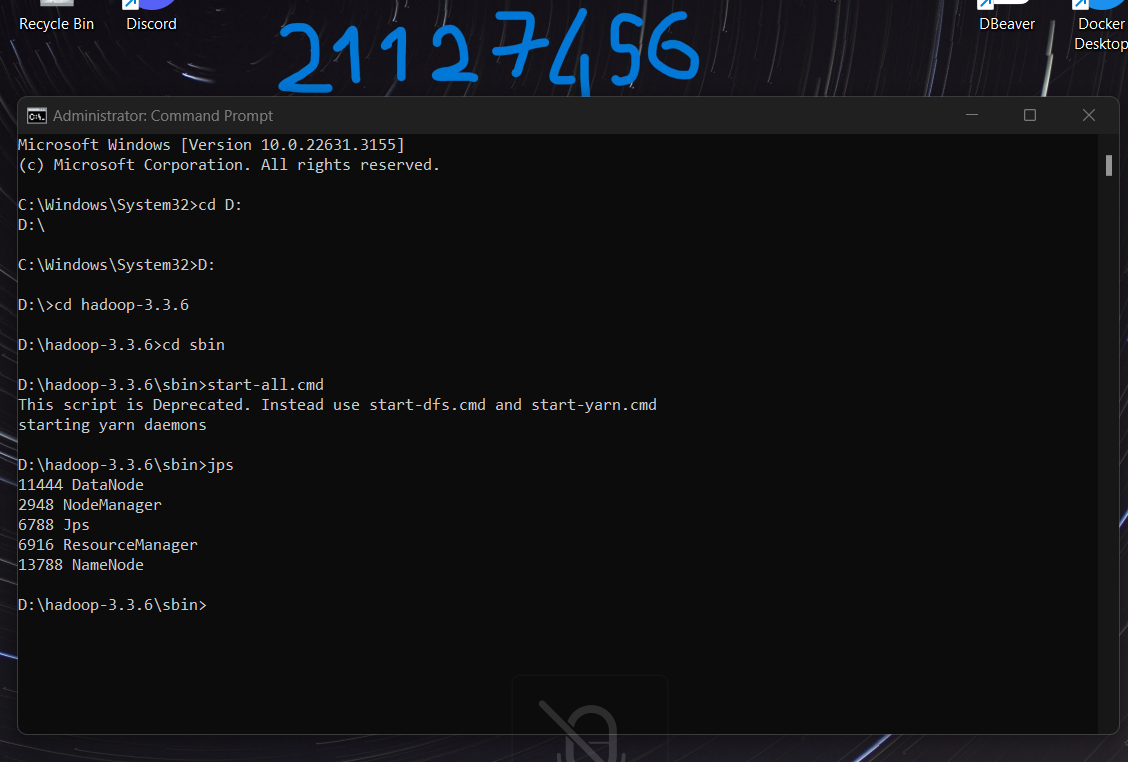 Recycle Bin
Discord
21127456
DBeaver
Docker
Desktop
Administrator: Command Prompt
Microsoft Windows [Version 10.0.22631.3155]
(c) Microsoft Corporation. All rights reserved.
C:\Windows\System32>cd D:
D:\
C:\Windows\System32>D:
D:\>cd hadoop-3.3.6
D:\hadoop-3.3.6>cd sbin
D:\hadoop-3.3.6\sbin>start-all.cmd
This script is Deprecated. Instead use start-dfs.cmd and start-yarn.cmd
starting yarn daemons
D:\hadoop-3.3.6\sbin>jps
11444 DataNode
2948 NodeManager
6788 Jps
6916 ResourceManager
13788 NameNode
D:\hadoop-3.3.6\sbin>